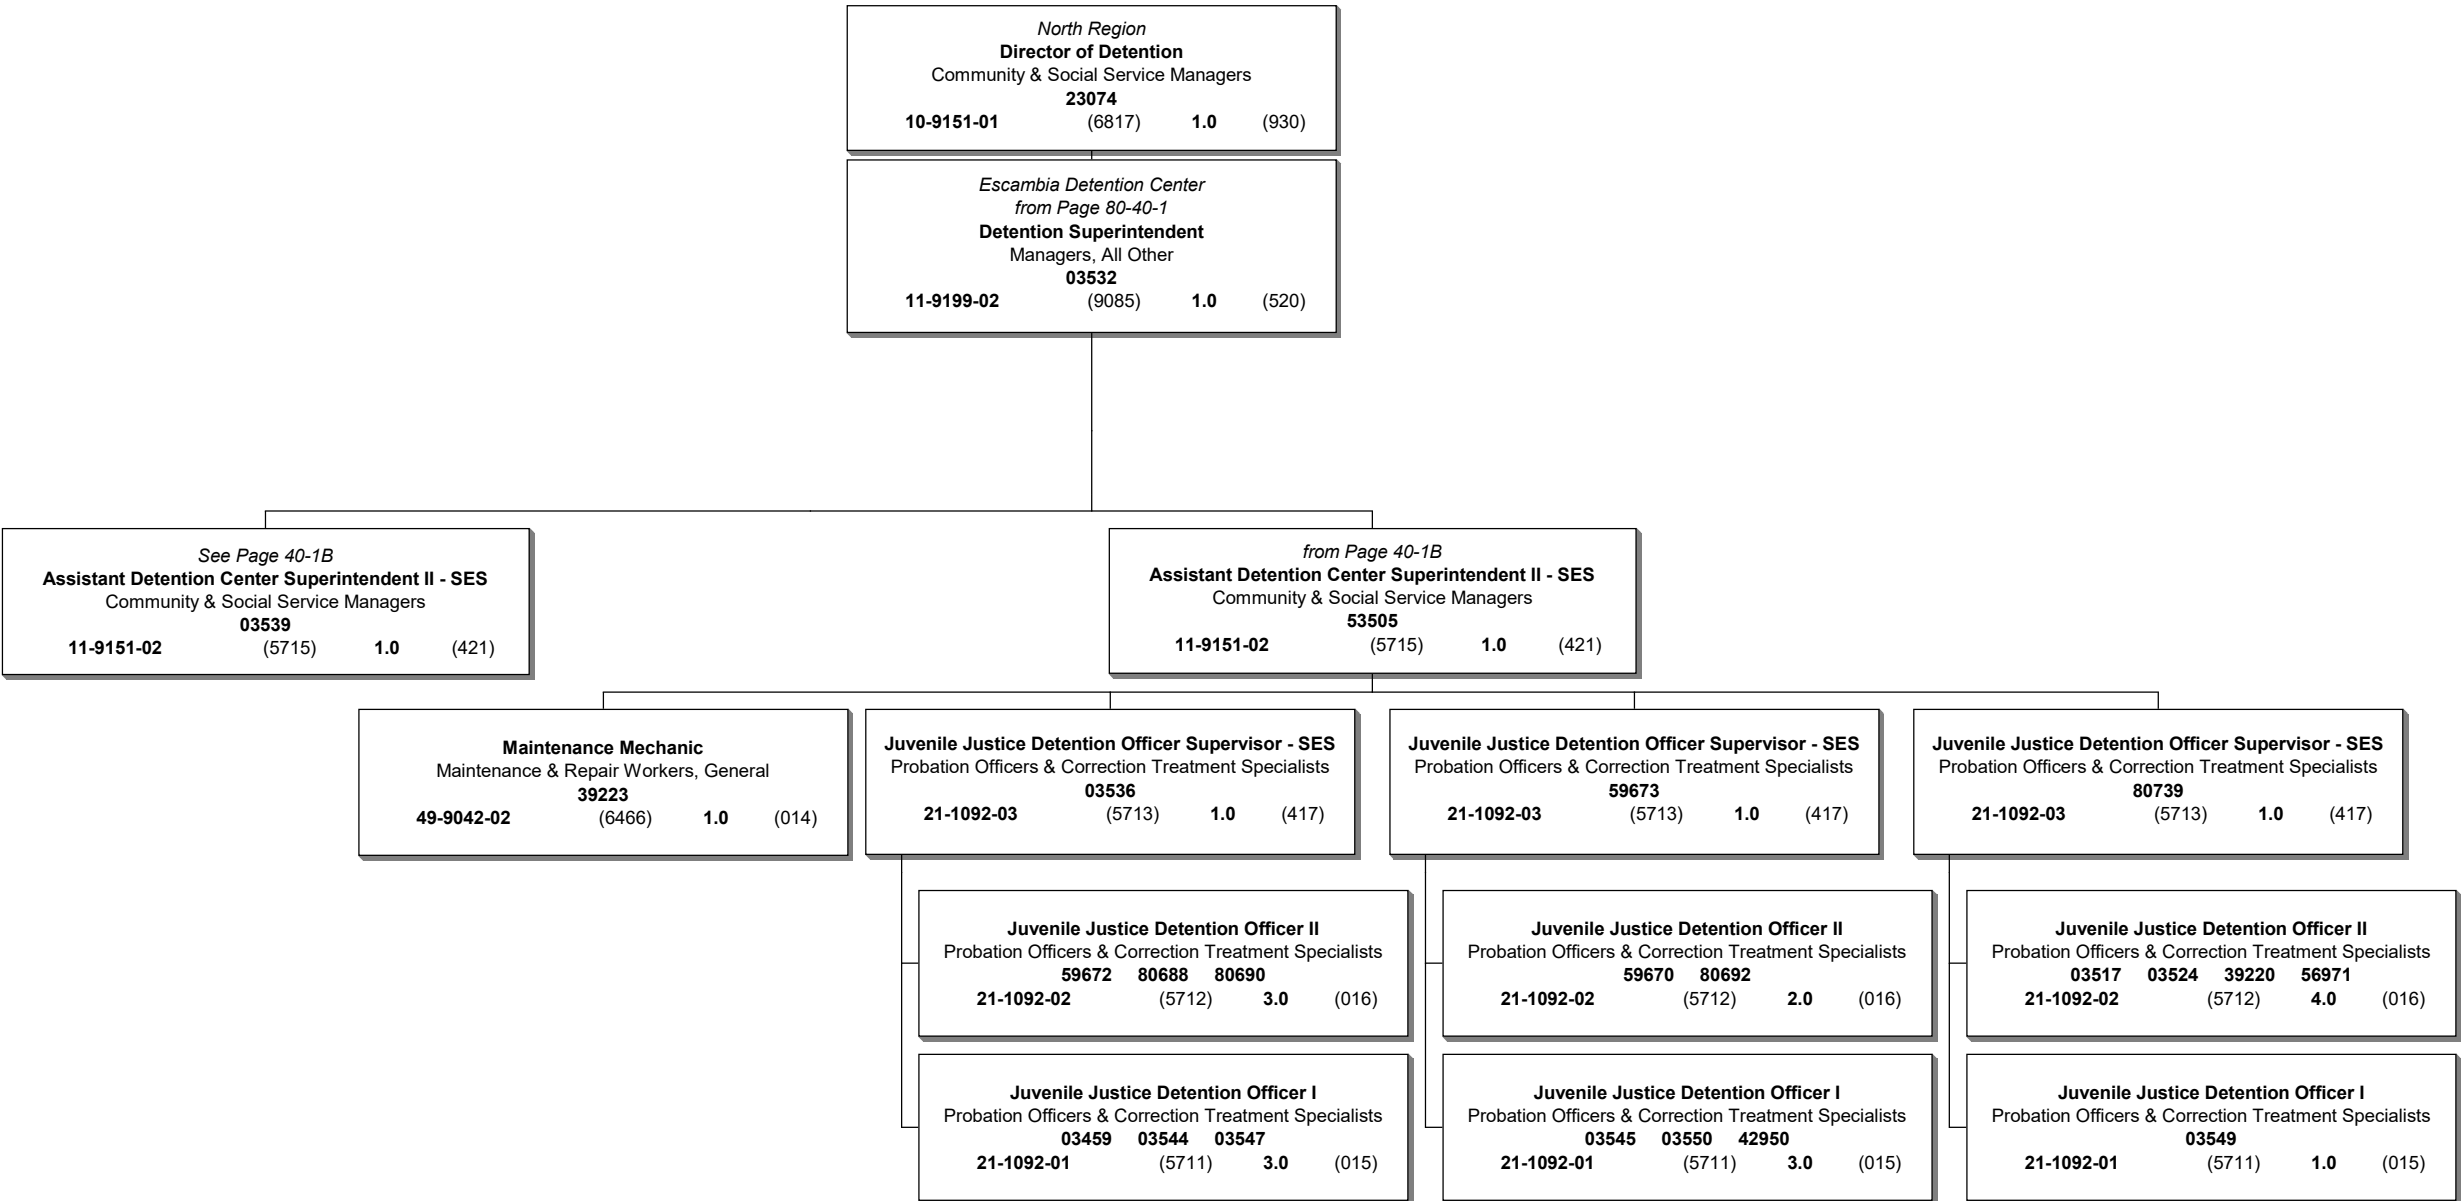 North Region
Director of Detention
Community & Social Service Managers
23074
10-9151-01 (6817) 1.0 (930)
Escambia Detention Center
from Page 80-40-1
Detention Superintendent
Managers, All Other
03532
11-9199-02 (9085) 1.0 (520)
See Page 40-1B
Assistant Detention Center Superintendent II - SES
Community & Social Service Managers
03539
11-9151-02 (5715) 1.0 (421)
from Page 40-1B
Assistant Detention Center Superintendent II - SES
Community & Social Service Managers
53505
11-9151-02 (5715) 1.0 (421)
Maintenance Mechanic
Maintenance & Repair Workers, General
39223
49-9042-02 (6466) 1.0 (014)
Juvenile Justice Detention Officer Supervisor - SES
Probation Officers & Correction Treatment Specialists
03536
21-1092-03 (5713) 1.0 (417)
Juvenile Justice Detention Officer Supervisor - SES
Probation Officers & Correction Treatment Specialists
59673
21-1092-03 (5713) 1.0 (417)
Juvenile Justice Detention Officer Supervisor - SES
Probation Officers & Correction Treatment Specialists
80739
21-1092-03 (5713) 1.0 (417)
Juvenile Justice Detention Officer II
Probation Officers & Correction Treatment Specialists
59672 80688 80690
21-1092-02 (5712) 3.0 (016)
Juvenile Justice Detention Officer II
Probation Officers & Correction Treatment Specialists
59670 80692
21-1092-02 (5712) 2.0 (016)
Juvenile Justice Detention Officer II
Probation Officers & Correction Treatment Specialists
03517 03524 39220 56971
21-1092-02 (5712) 4.0 (016)
Juvenile Justice Detention Officer I
Probation Officers & Correction Treatment Specialists
03459 03544 03547
21-1092-01 (5711) 3.0 (015)
Juvenile Justice Detention Officer I
Probation Officers & Correction Treatment Specialists
03545 03550 42950
21-1092-01 (5711) 3.0 (015)
Juvenile Justice Detention Officer I
Probation Officers & Correction Treatment Specialists
03549
21-1092-01 (5711) 1.0 (015)